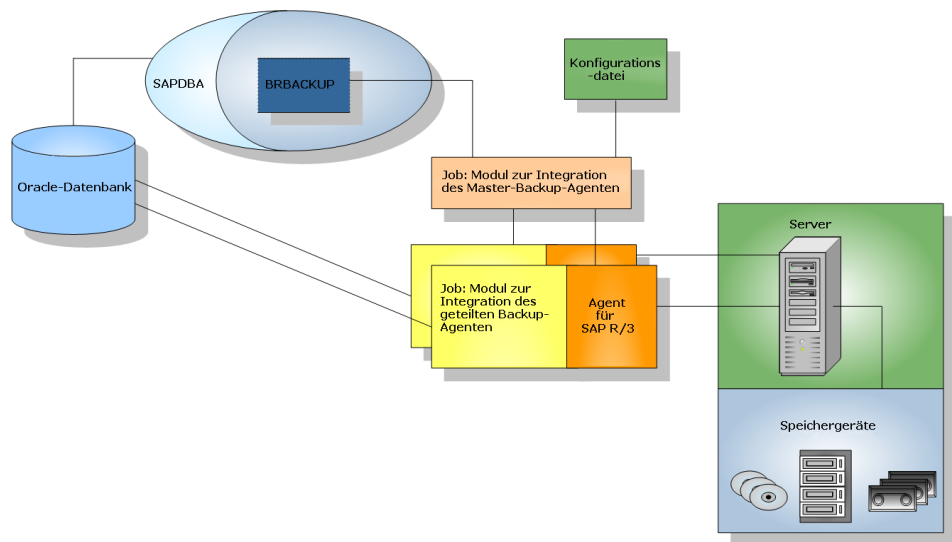 SAPDBA
BRBACKUP
Konfigurations
-datei
Oracle-Datenbank
Job: Modul zur Integration
des Master-Backup-Agenten
Server
Job: Modul zur
Integration des
geteilten Backup-
Agenten
Agent
für
SAP R/3
Speichergeräte